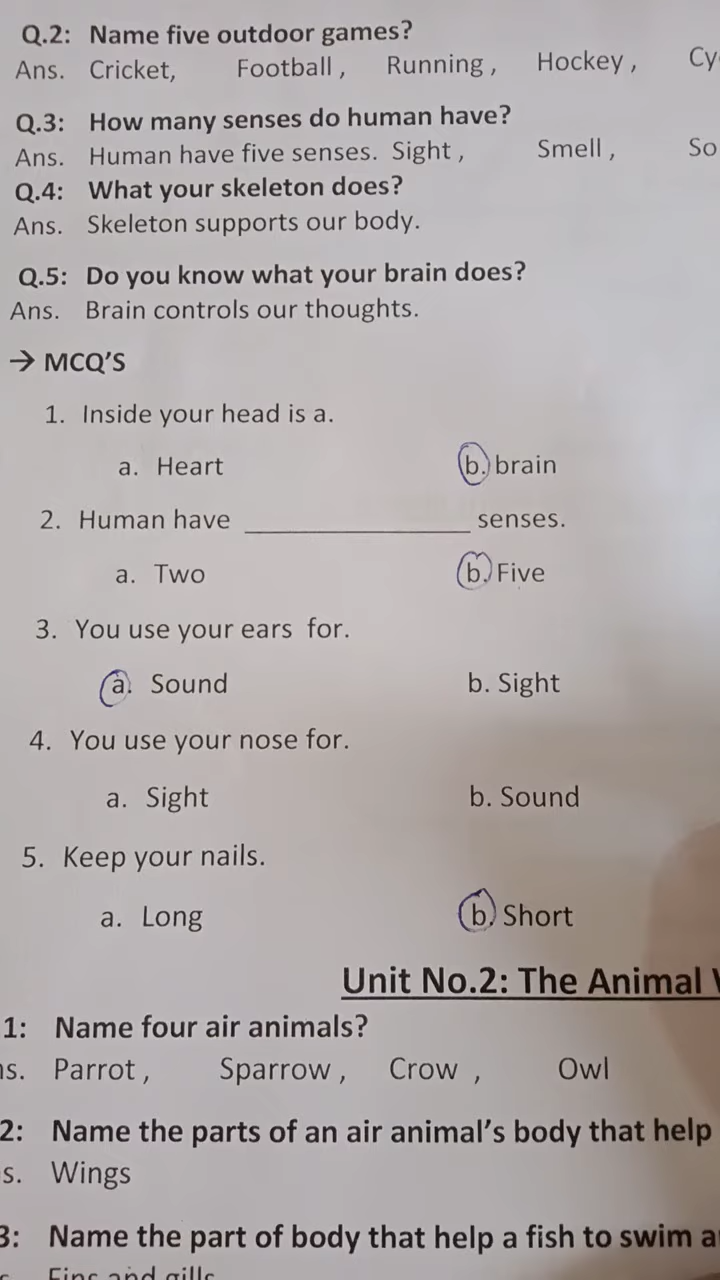 Q.2: Name five outdoor games?
Ans. Cricket, Football , Running , Hockey ,
Q.3: How many senses do human have?
Ans. Human have five senses. Sight , Smell ,
Q.4: What your skeleton does?
Ans. Skeleton supports our body.
Q.5: Do you know what your brain does?
Ans. Brain controls our thoughts.
→ MCQ'S
1. Inside your head is a.
a. Heart b. brain
2. Human have ____________ senses.
a. Two b. Five
3. You use your ears for.
a. Sound b. Sight
4. You use your nose for.
a. Sight b. Sound
5. Keep your nails.
a. Long b. Short
Unit No.2: The Animal
1: Name four air animals?
Parrot , Sparrow , Crow , Owl
2: Name the parts of an air animal's body that help
Wings
3: Name the part of body that help a fish to swim
Fins and gills